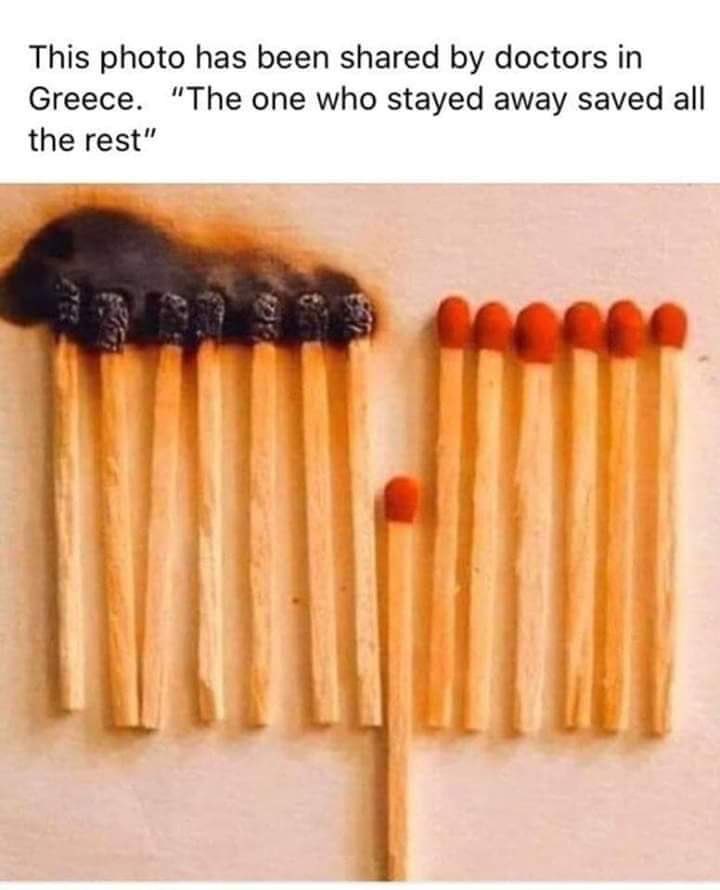 This photo has been shared by doctors in
Greece.  "The one who stayed away saved all
the rest"